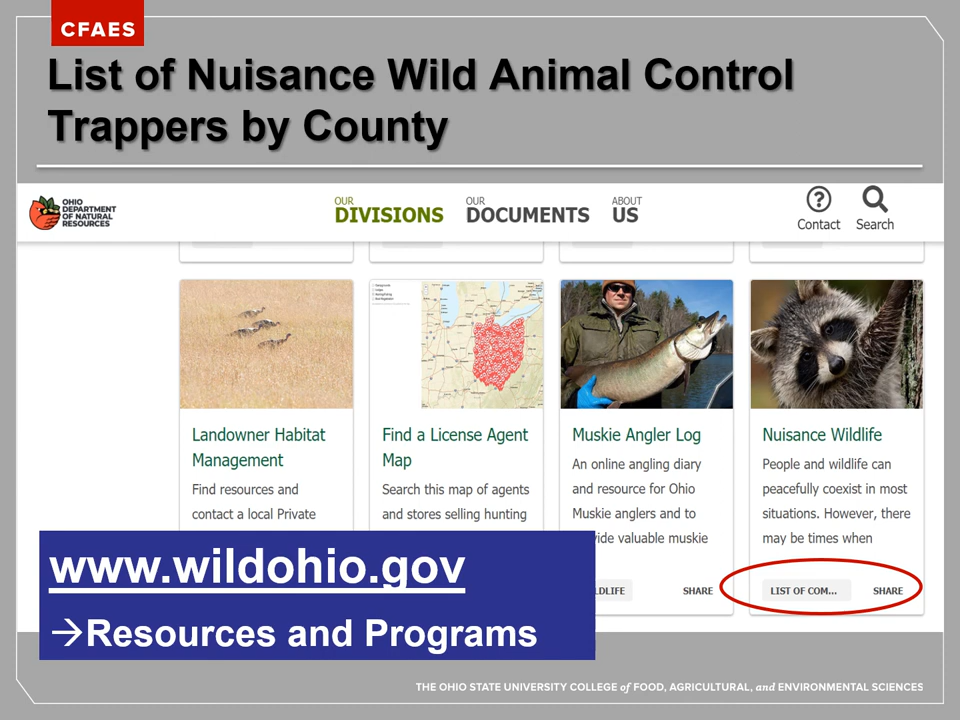 CFAES
List of Nuisance Wild Animal Control
Trappers by County
OHIO
DEPARTMENT
OF NATURAL
RESOURCES
OUR
DIVISIONS
OUR
DOCUMENTS
ABOUT
US
Contact
Search
Landowner Habitat
Management
Find resources and
contact a local Private
Find a License Agent
Map
Search this map of agents
and stores selling hunting
Muskie Angler Log
An online angling diary
and resource for Ohio
Muskie anglers and to
valuable muskie
SHARE
Nuisance Wildlife
People and wildlife can
peacefully coexist in most
situations. However, there
may be times when
LIST OF COM...
SHARE
www.wildohio.gov
→Resources and Programs
THE OHIO STATE UNIVERSITY COLLEGE of FOOD, AGRICULTURAL, and ENVIRONMENTAL SCIENCES